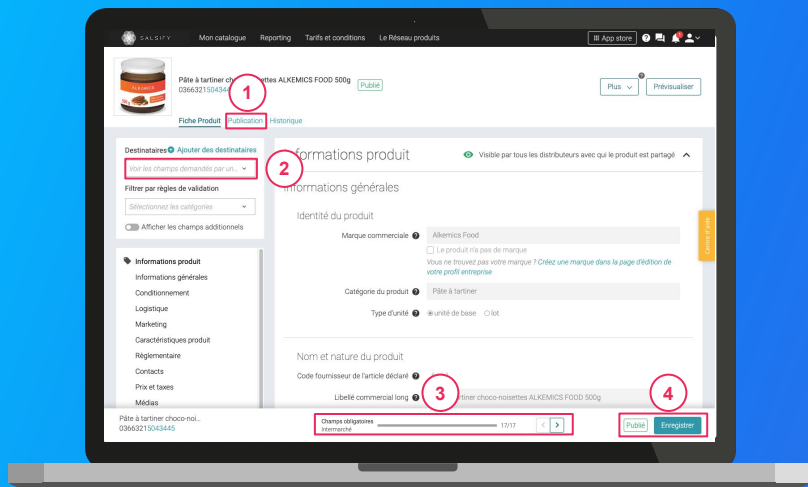 SALSIFY Mon catalogue Reporting Tarifs et conditions Le Réseau produits App store
Pâte à tartiner choco-noisettes ALKEMICS FOOD 500g Publié
Plus Prévisualiser
ALKEMICS
1
Fiche Produit Publication Historique
Destinataires Ajouter des destinataires
Voir les champs demandés par un...
2
Filtrer par règles de validation
Sélectionnez les catégories
Afficher les champs additionnels
Informations produit
Informations générales
Conditionnement
Logistique
Marketing
Caractéristiques produit
Règlementaire
Contacts
Prix et taxes
Médias
formations produit
Visible par tous les distributeurs avec qui le produit est partagé
formations générales
Identité du produit
Marque commerciale Alkemics Food
Le produit n'a pas de marque
Vous ne trouvez pas votre marque ? Créez une marque dans la page d'édition de
votre profil entreprise
Catégorie du produit Pâte à tartiner
Type d'unité unité de base lot
Centre d'aide
Nom et nature du produit
Code fournisseur de l'article déclaré
Libellé commercial long tiner choco-noisettes ALKEMICS FOOD 500g
3
4
Pâte à tartiner choco-noi...
03663215043445
Champs obligatoires
Intermarché
17/17
Publié Enregistrer